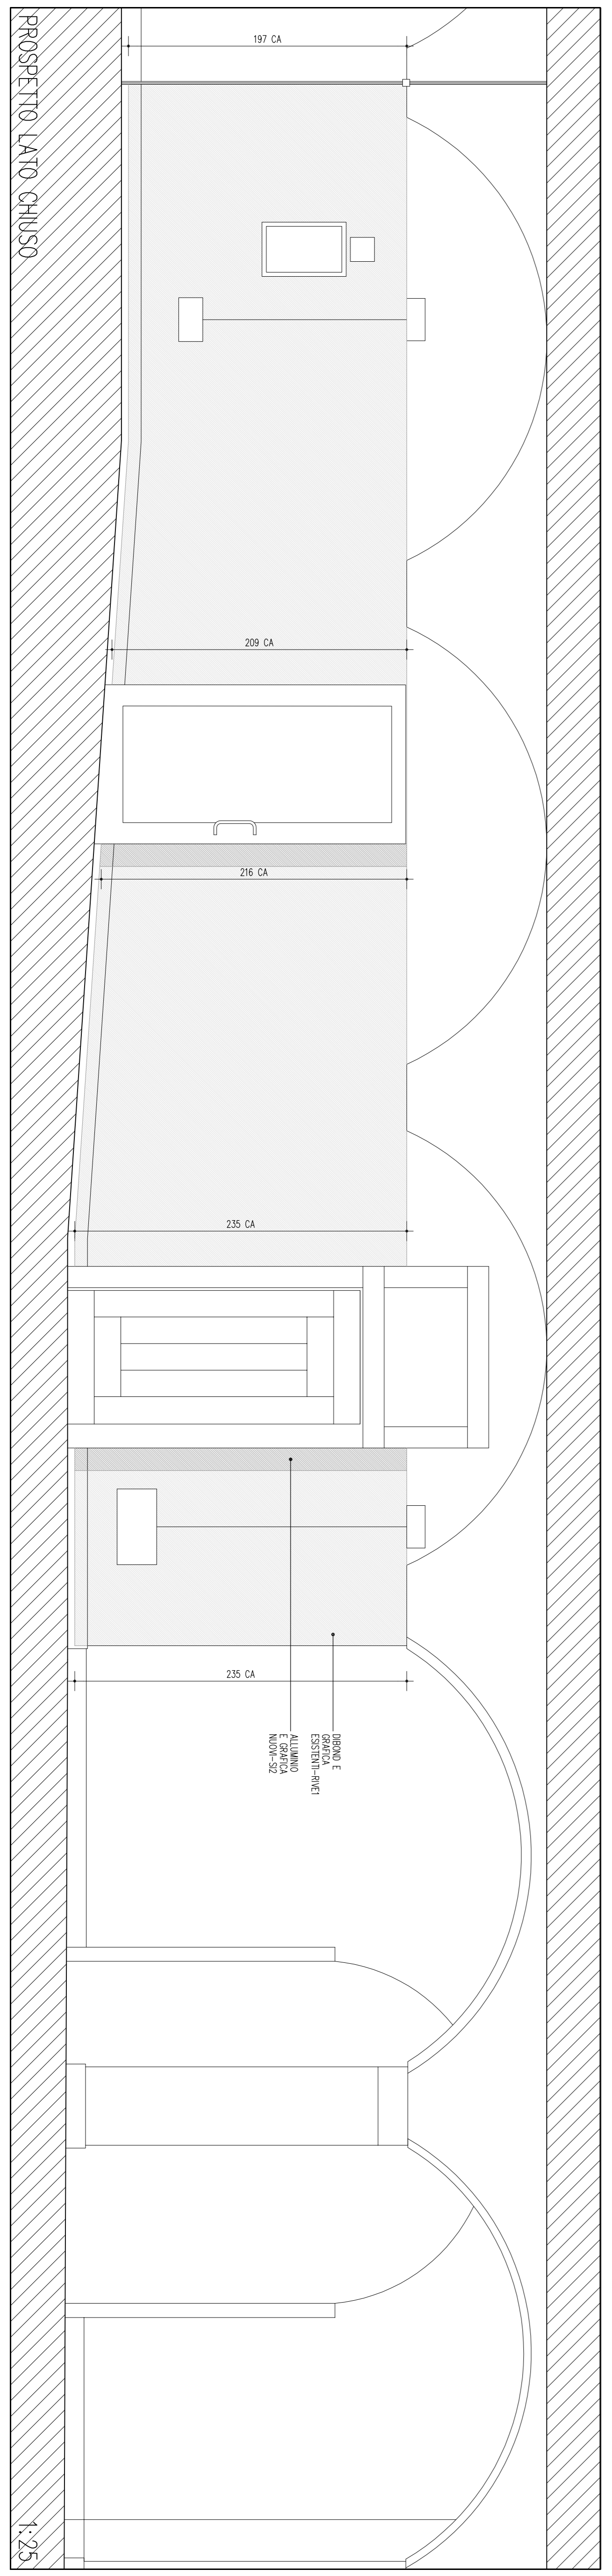 PROSPETTO LATO CHIUSO
197 CA
209 CA
216 CA
235 CA
235 CA
DIBOND E
GRAFICA
ESISTENTI-RIVE1
ALLUMINIO
E GRAFICA
NUOVI-SI2
1:25